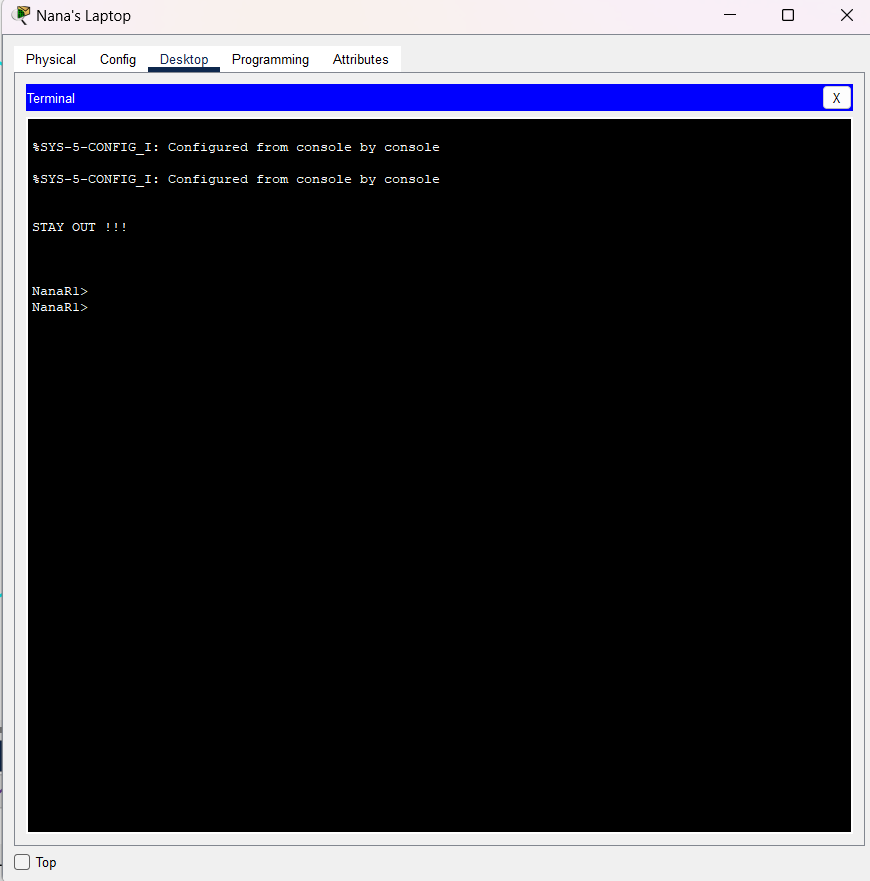 Nana's Laptop
Physical Config Desktop Programming Attributes
Terminal X
%SYS-5-CONFIG_I: Configured from console by console
%SYS-5-CONFIG_I: Configured from console by console
STAY OUT !!!
NanaR1>
NanaR1>
Top